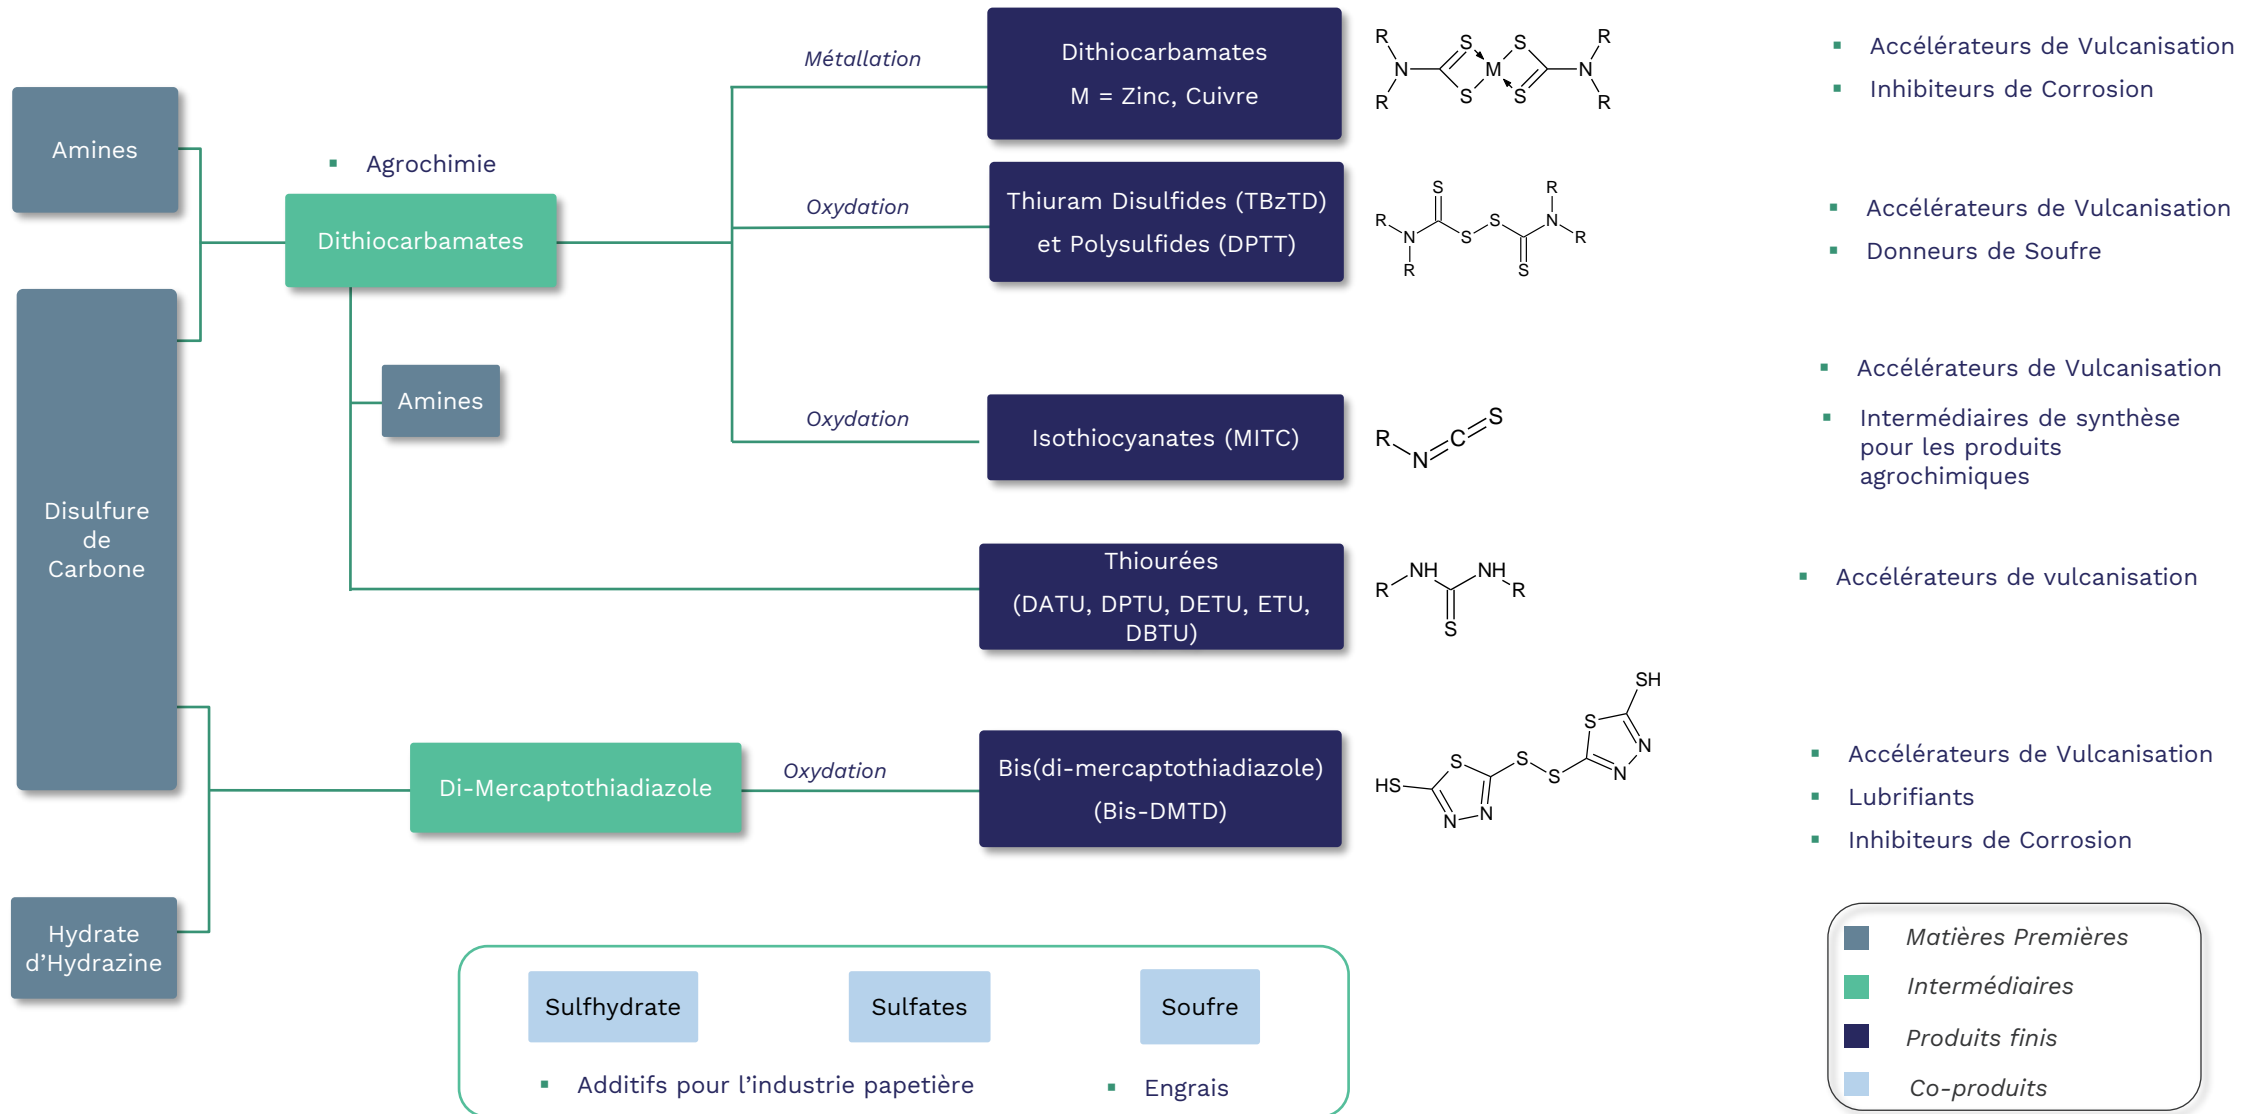 Amines
Disulfure
de
Carbone
Hydrate
d’Hydrazine
▪ Agrochimie
Dithiocarbamates
Amines
Di-Mercaptothiadiazole
Métallation
Dithiocarbamates
M = Zinc, Cuivre
R
R
N
S
S
M
S
S
N
R
R
▪ Accélérateurs de Vulcanisation
▪ Inhibiteurs de Corrosion
Oxydation
Thiuram Disulfides (TBzTD)
et Polysulfides (DPTT)
R
N
R
S
S
S
S
N
R
R
▪ Accélérateurs de Vulcanisation
▪ Donneurs de Soufre
Oxydation
Isothiocyanates (MITC)
R
N
C
S
▪ Accélérateurs de Vulcanisation
▪ Intermédiaires de synthèse
pour les produits
agrochimiques
Thiourées
(DATU, DPTU, DETU, ETU,
DBTU)
R
NH
S
NH
R
▪ Accélérateurs de vulcanisation
Oxydation
Bis(di-mercaptothiadiazole)
(Bis-DMTD)
HS
S
N
N
S
S
S
N
N
SH
▪ Accélérateurs de Vulcanisation
▪ Lubrifiants
▪ Inhibiteurs de Corrosion
Sulfhydrate
Sulfates
Soufre
▪ Additifs pour l’industrie papetière
▪ Engrais
Matières Premières
Intermédiaires
Produits finis
Co-produits